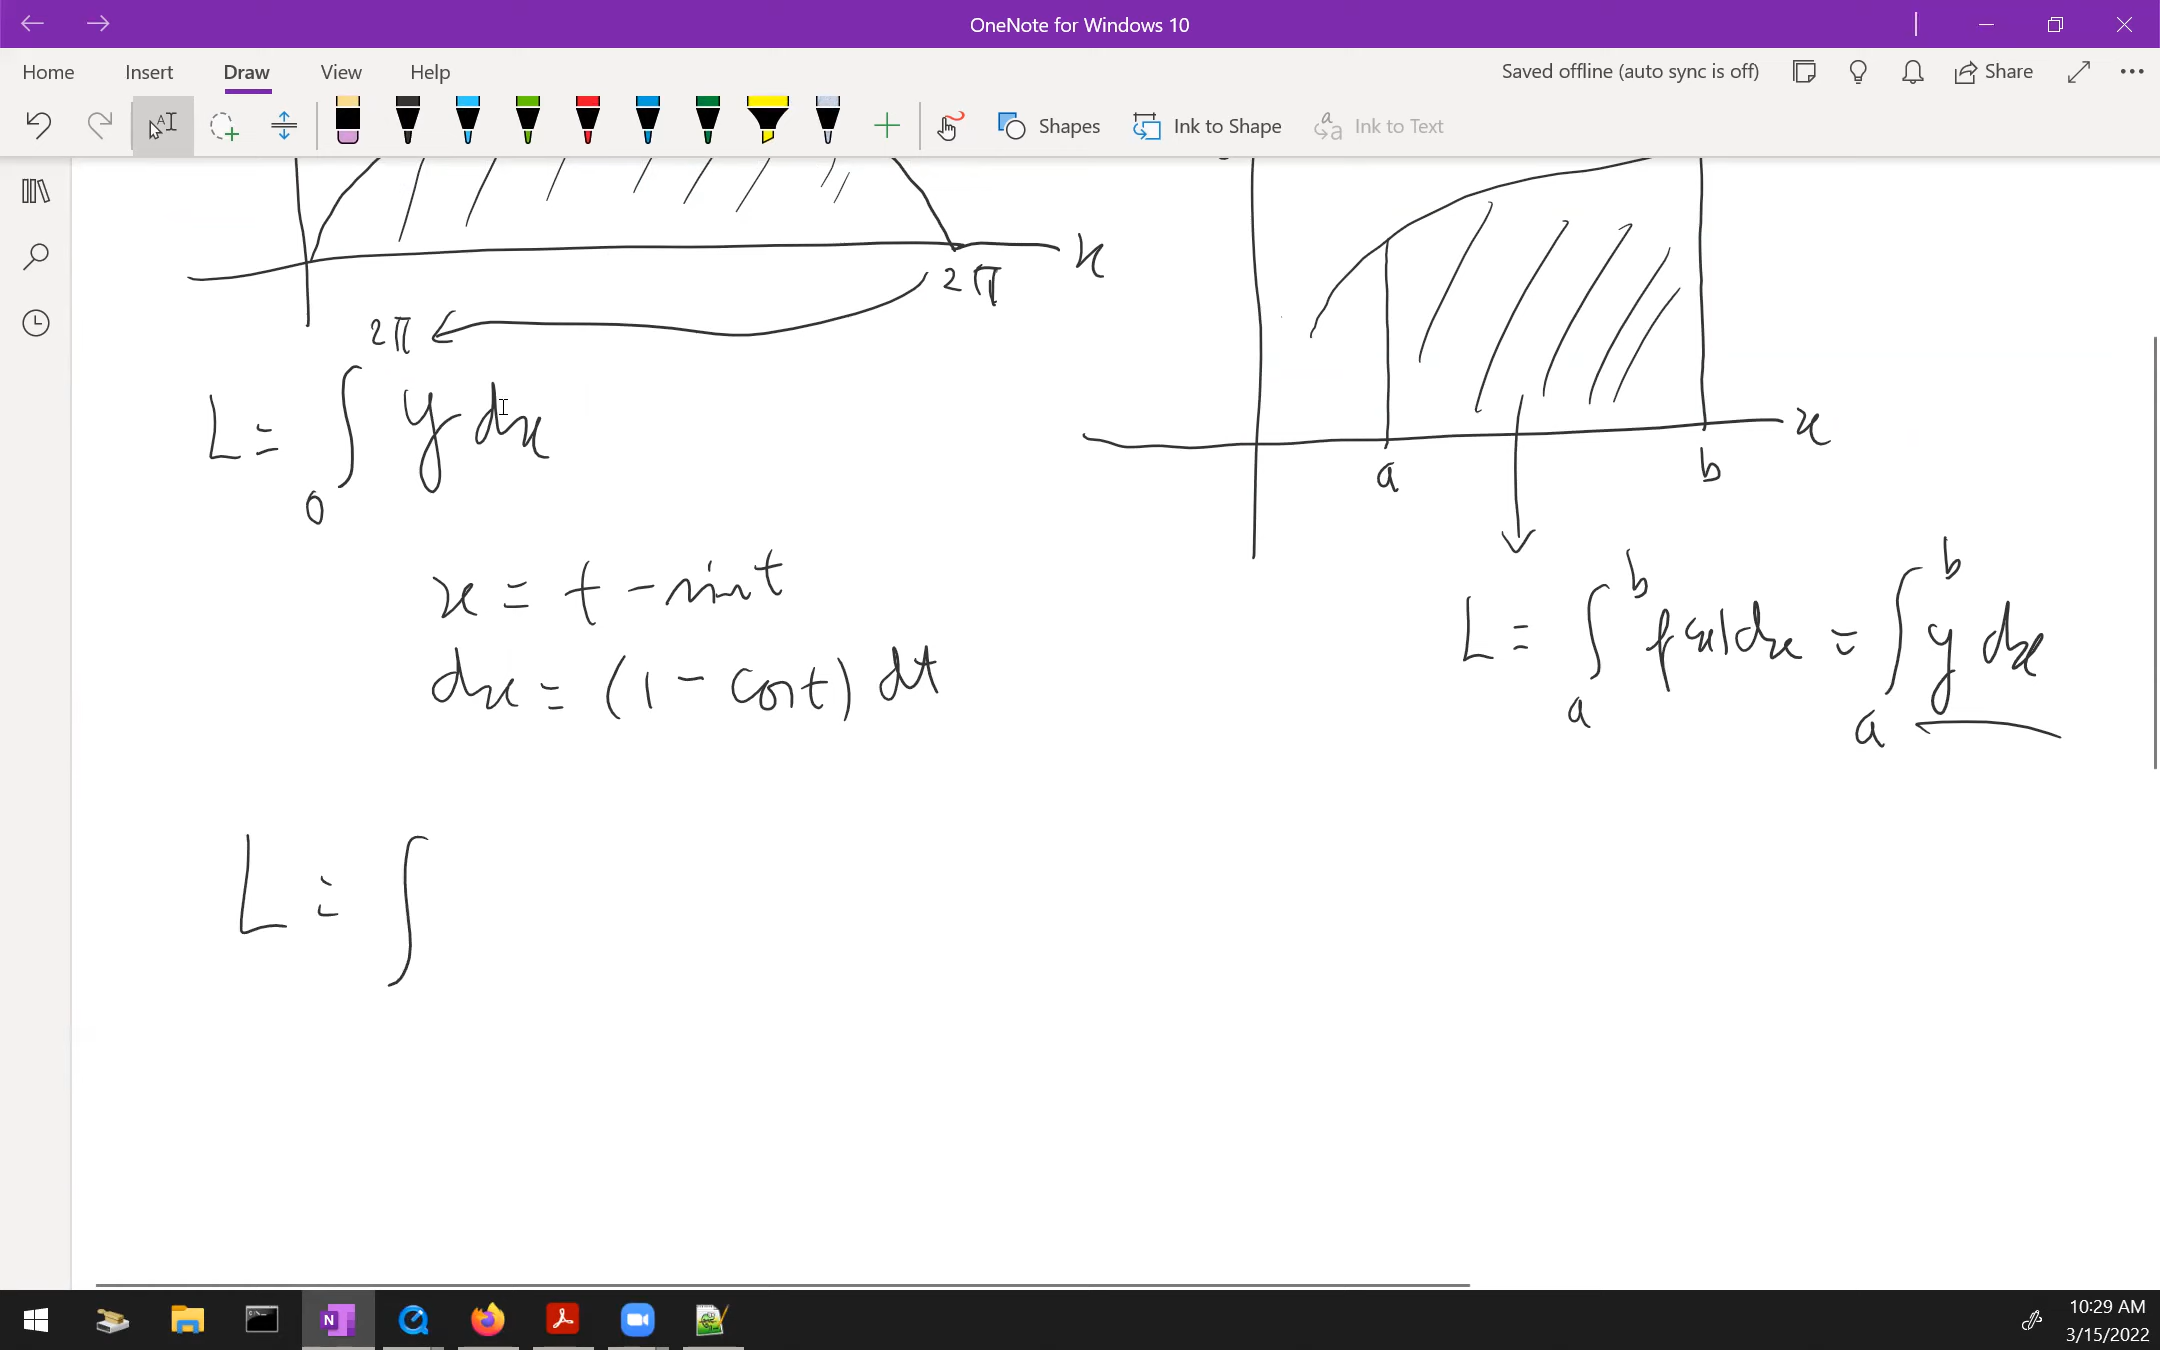 OneNote for Windows 10
Home Insert Draw View Help
Saved offline (auto sync is off) Share
Shapes Ink to Shape Ink to Text
x
2π
2π
L = ∫ y dx
0
x
a b
x = t - sin t
dx = (1 - cos t) dt
b b
L = ∫ f(x) dx = ∫ y dx
a a
L = ∫
10:29 AM
3/15/2022